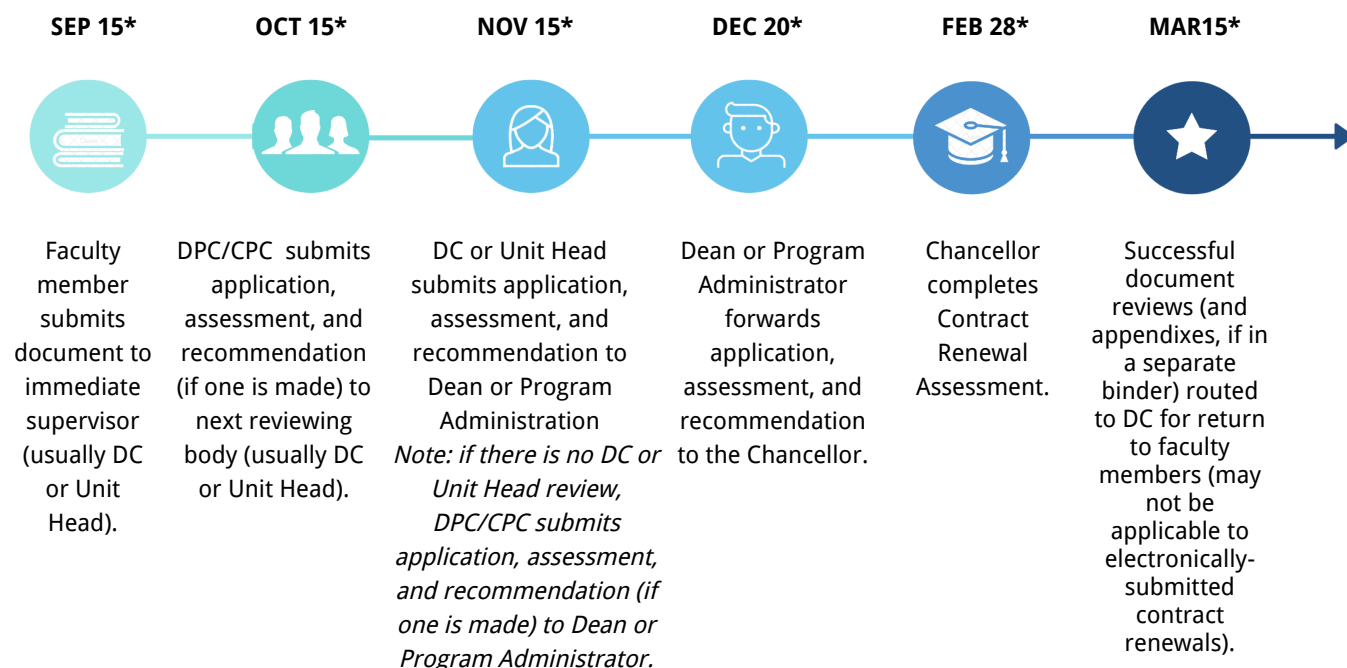 SEP 15*
OCT 15*
NOV 15*
DEC 20*
FEB 28*
MAR15*
Faculty
member
submits
document to
immediate
supervisor
(usually DC
or Unit
Head).
DPC/CPC  submits
application,
assessment, and
recommendation
(if one is made) to
next reviewing
body (usually DC
or Unit Head).
DC or Unit Head
submits application,
assessment, and
recommendation to
Dean or Program
Administration
Note: if there is no DC or
Unit Head review,
DPC/CPC submits
application, assessment,
and recommendation (if
one is made) to Dean or
Program Administrator.
Dean or Program
Administrator
forwards
application,
assessment, and
recommendation
to the Chancellor.
Chancellor
completes
Contract
Renewal
Assessment.
Successful
document
reviews (and
appendixes, if in
a separate
binder) routed
to DC for return
to faculty
members (may
not be
applicable to
electronically-
submitted
contract
renewals).